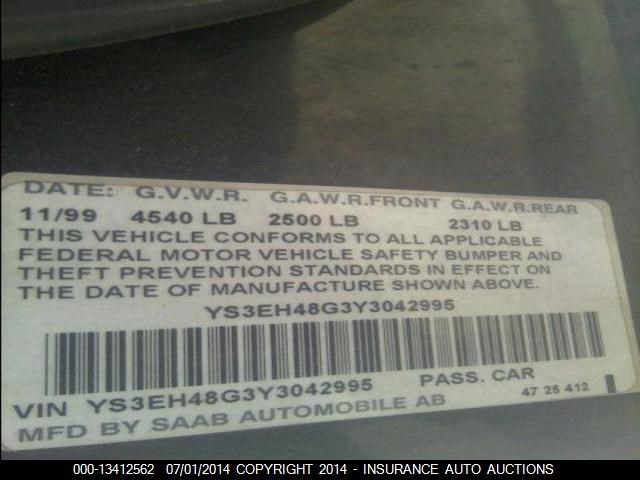 DATE: G.V.W.R. G.A.W.R.FRONT G.A.W.R.REAR
11/99 4540 LB 2500 LB 2310 LB
THIS VEHICLE CONFORMS TO ALL APPLICABLE
FEDERAL MOTOR VEHICLE SAFETY BUMPER AND
THEFT PREVENTION STANDARDS IN EFFECT ON
THE DATE OF MANUFACTURE SHOWN ABOVE.
YS3EH48G3Y3042995
VIN YS3EH48G3Y3042995 PASS. CAR
MFD BY SAAB AUTOMOBILE AB 47 25 412
000-13412562 07/01/2014 COPYRIGHT 2014 - INSURANCE AUTO AUCTIONS